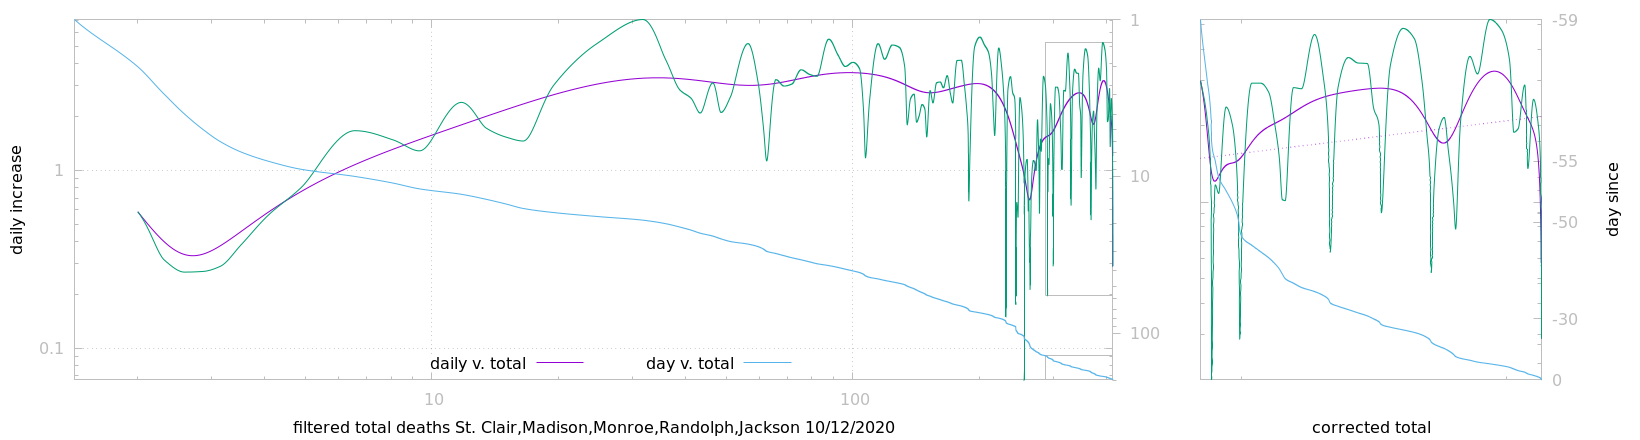 1
-59
1
10
-55
-50
daily increase
day since
-30
100
0.1
daily v. total
day v. total
0
10
100
filtered total deaths St. Clair,Madison,Monroe,Randolph,Jackson 10/12/2020
corrected total